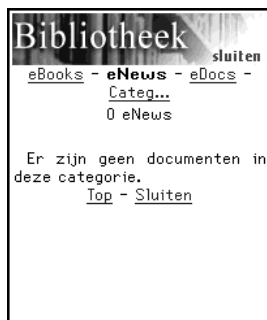 Bibliotheek
sluiten
eBooks - eNews - eDocs -
Categ...
0 eNews
Er zijn geen documenten in
deze categorie.
Top - Sluiten